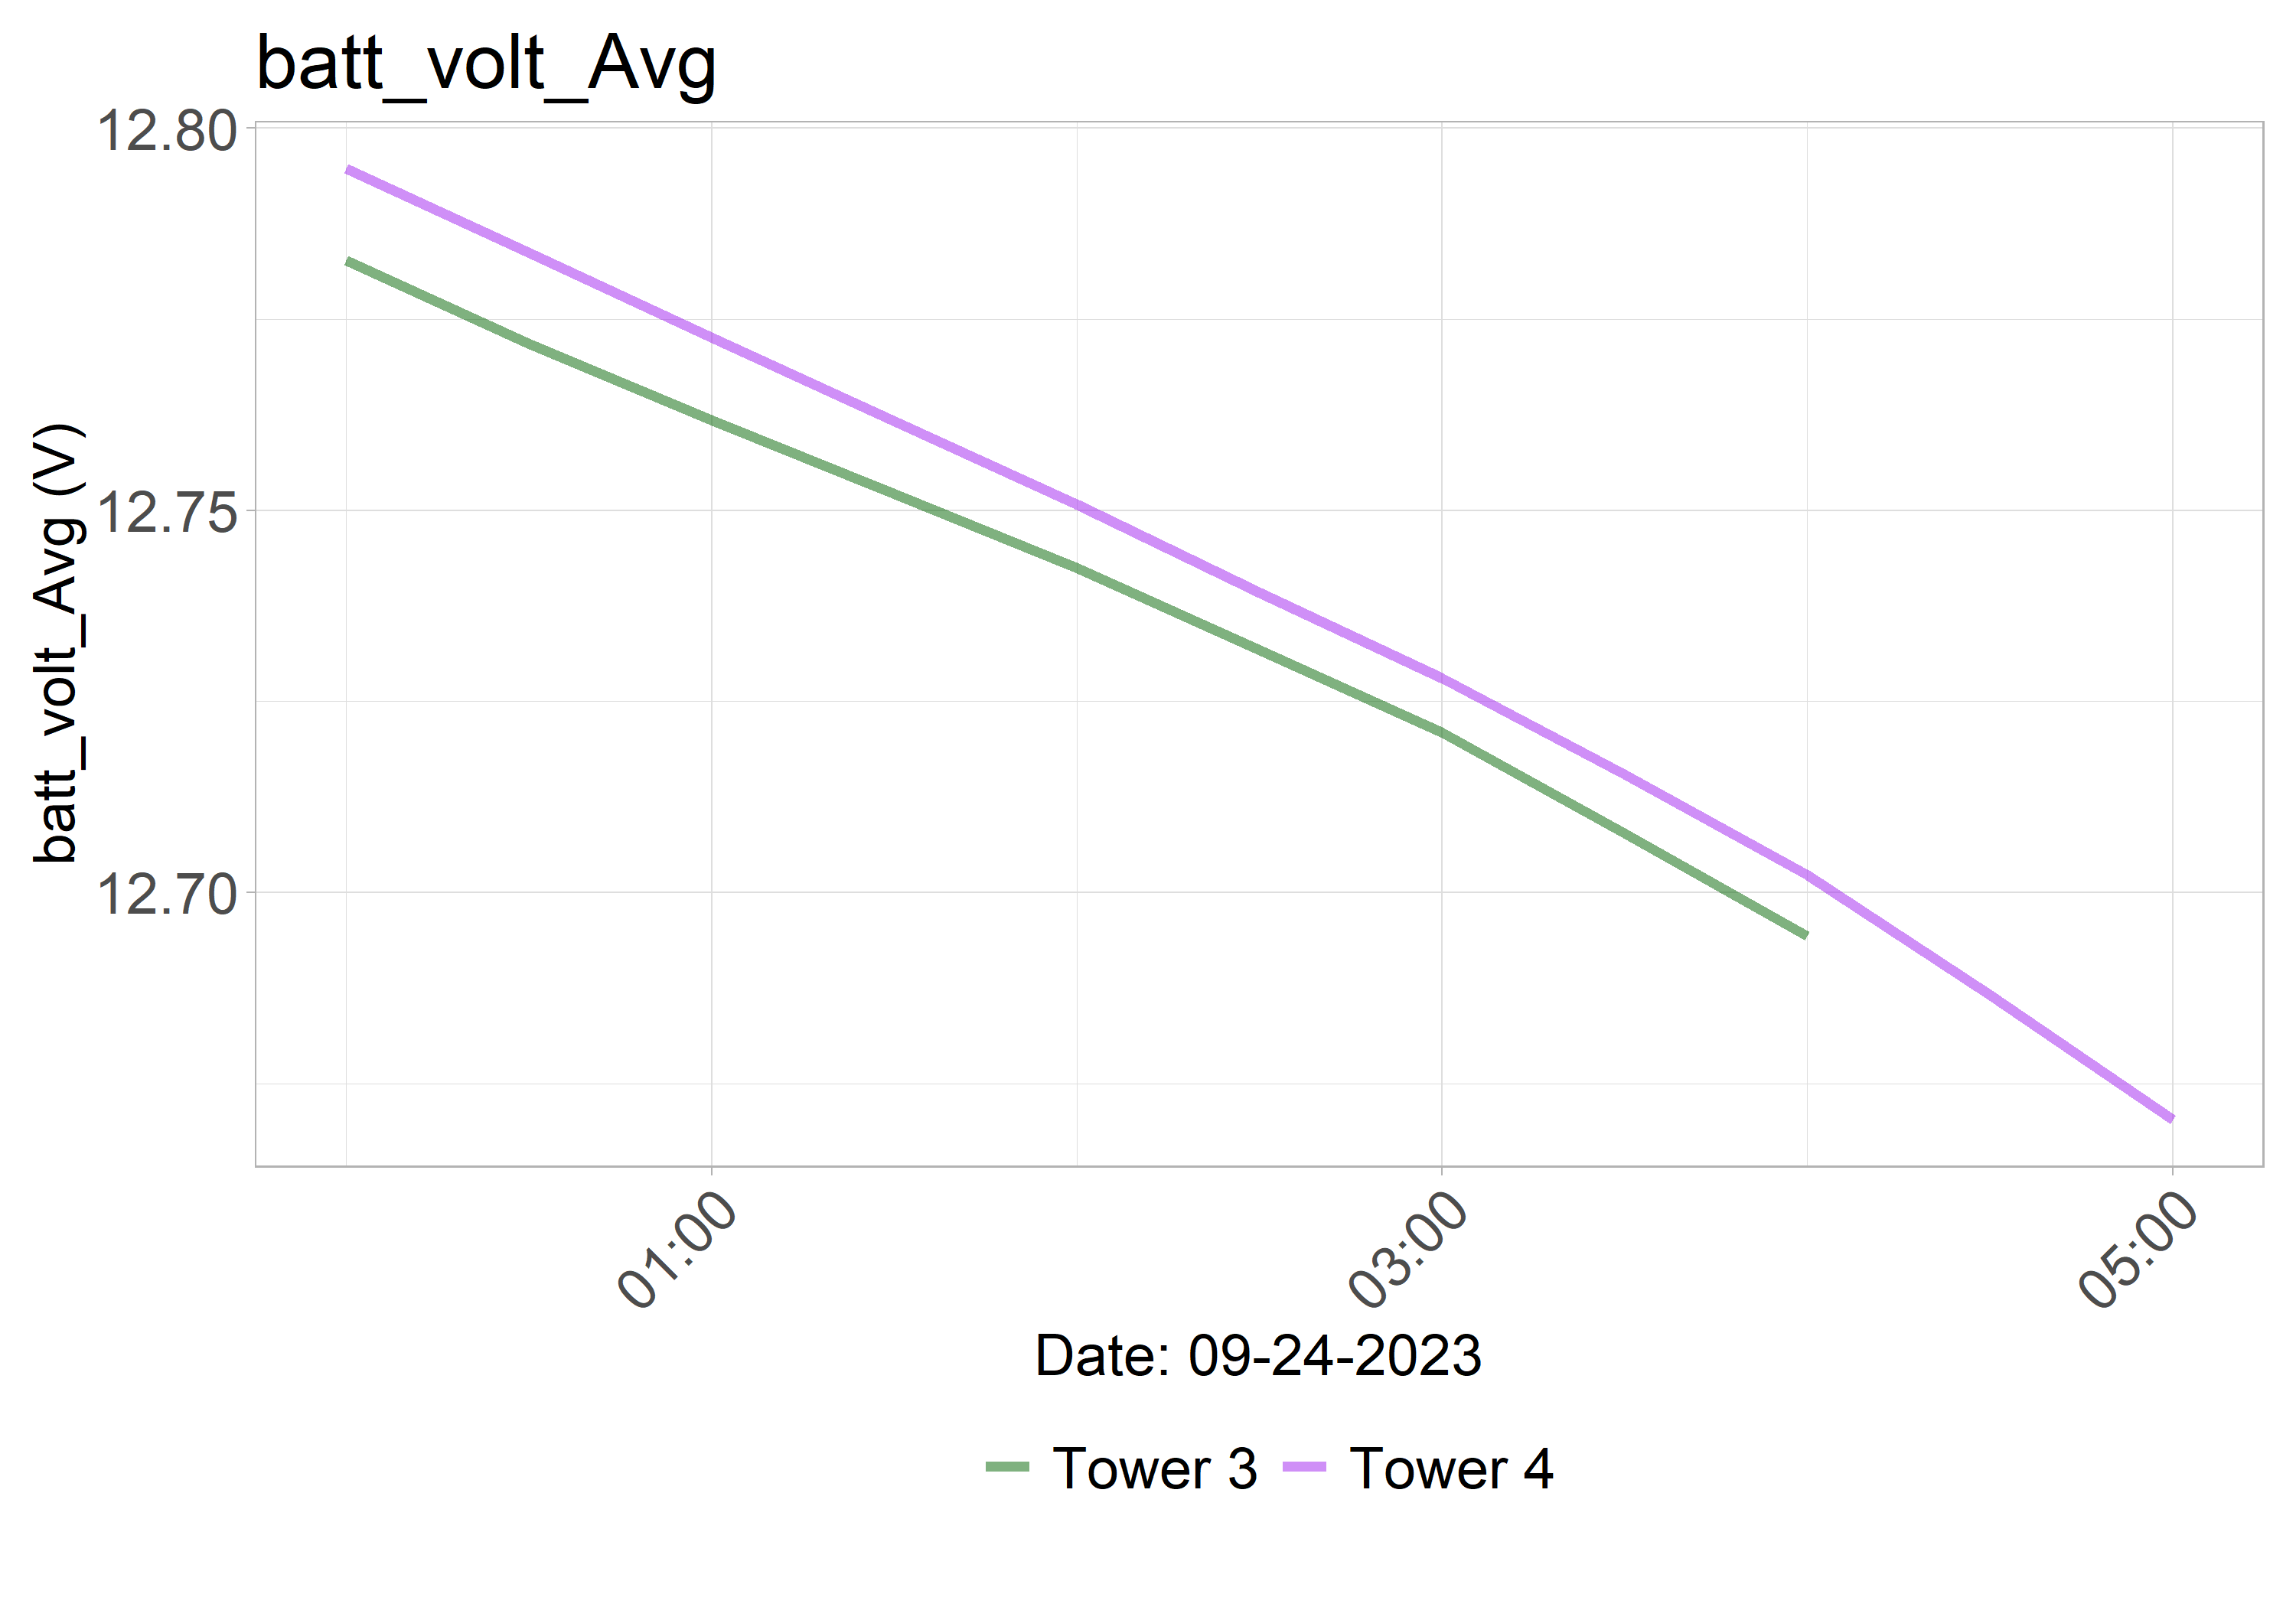 batt_volt_Avg
batt_volt_Avg (V)
12.80
12.75
12.70
01:00
03:00
05:00
Date: 09-24-2023
Tower 3
Tower 4